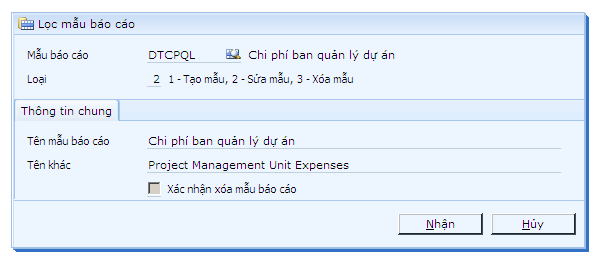 Lọc mẫu báo cáo
Mẫu báo cáo DTCPQL Chi phí ban quản lý dự án
Loại 2 1 - Tạo mẫu, 2 - Sửa mẫu, 3 - Xóa mẫu
Thông tin chung
Tên mẫu báo cáo Chi phí ban quản lý dự án
Tên khác Project Management Unit Expenses
Xác nhận xóa mẫu báo cáo
Nhận Hủy